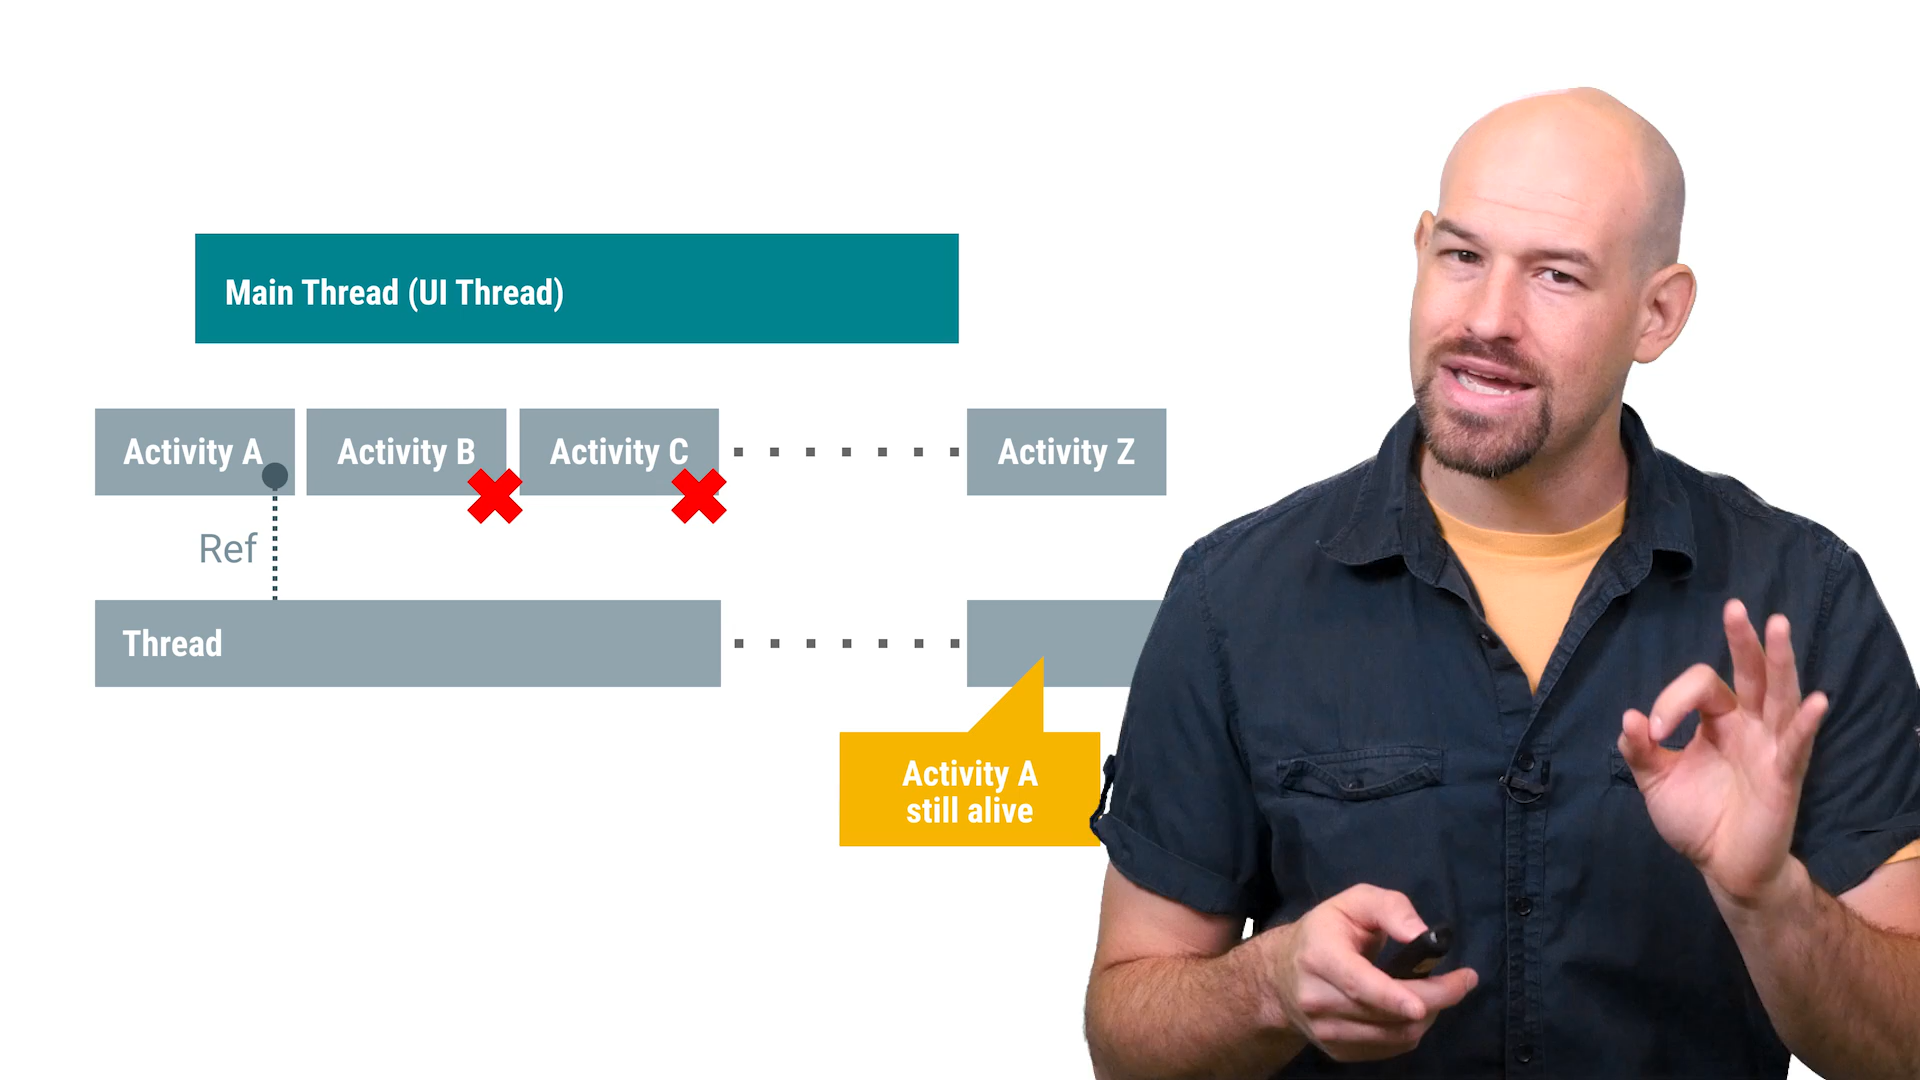 Main Thread (UI Thread)
Activity A
Activity B
Activity C
Activity Z
Ref
Thread
Activity A
still alive